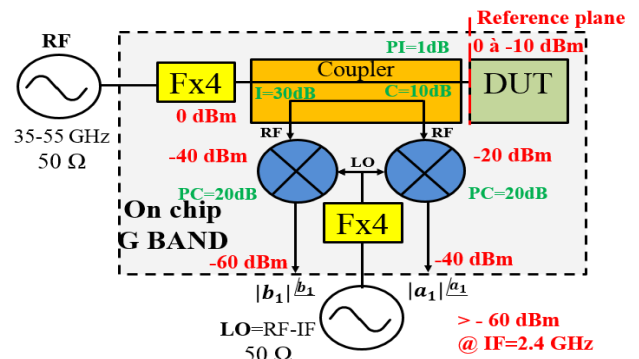 Reference plane
RF
PI=1dB
0 à -10 dBm
Coupler
Fx4
DUT
I=30dB
C=10dB
0 dBm
35-55 GHz
50 Ω
RF
RF
-40 dBm
LO
-20 dBm
PC=20dB
PC=20dB
On chip
G BAND
Fx4
-60 dBm
-40 dBm
|b₁| /b₁
|a₁| /a₁
LO=RF-IF
50 Ω
> - 60 dBm
@ IF=2.4 GHz